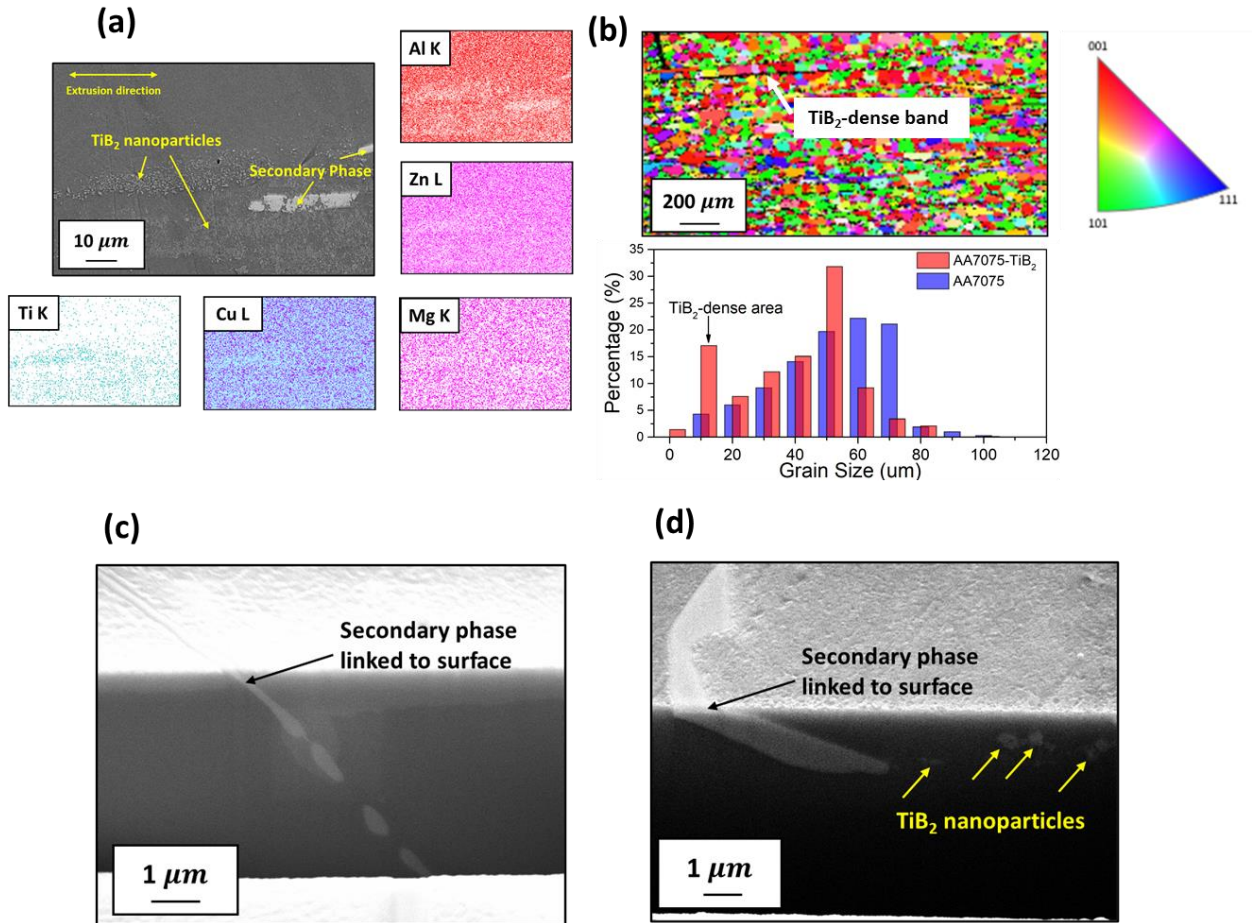 (a)
Extrusion direction
TiB₂ nanoparticles
Secondary Phase
10 μm
Al K
Zn L
Ti K
Cu L
Mg K
(b)
TiB₂-dense band
200 μm
001
101
111
35
30
25
20
15
10
5
0
Percentage (%)
AA7075-TiB₂
AA7075
TiB₂-dense area
0 20 40 60 80 100 120
Grain Size (um)
(c)
Secondary phase
linked to surface
1 μm
(d)
Secondary phase
linked to surface
TiB₂ nanoparticles
1 μm